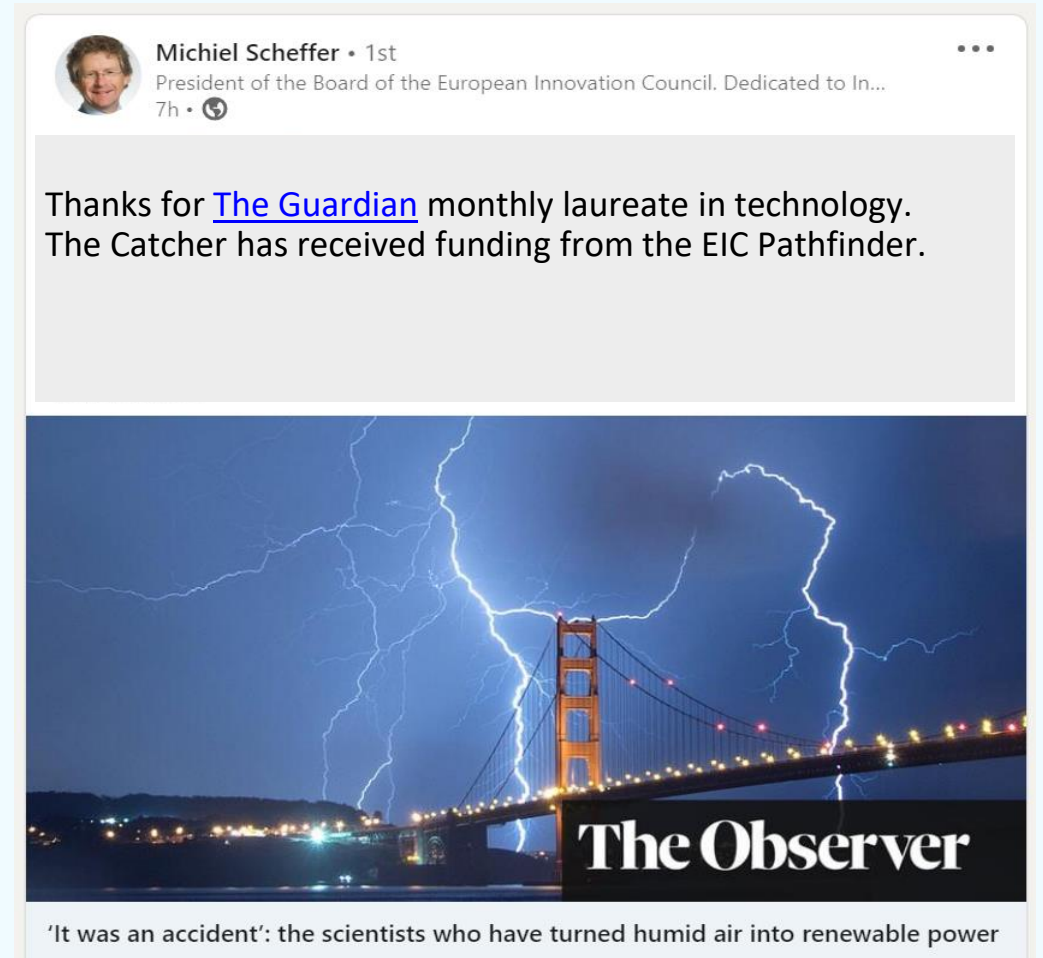 Michiel Scheffer • 1st
President of the Board of the European Innovation Council. Dedicated to In...
7h •
Thanks for The Guardian monthly laureate in technology.
The Catcher has received funding from the EIC Pathfinder.
The Observer
‘It was an accident’: the scientists who have turned humid air into renewable power